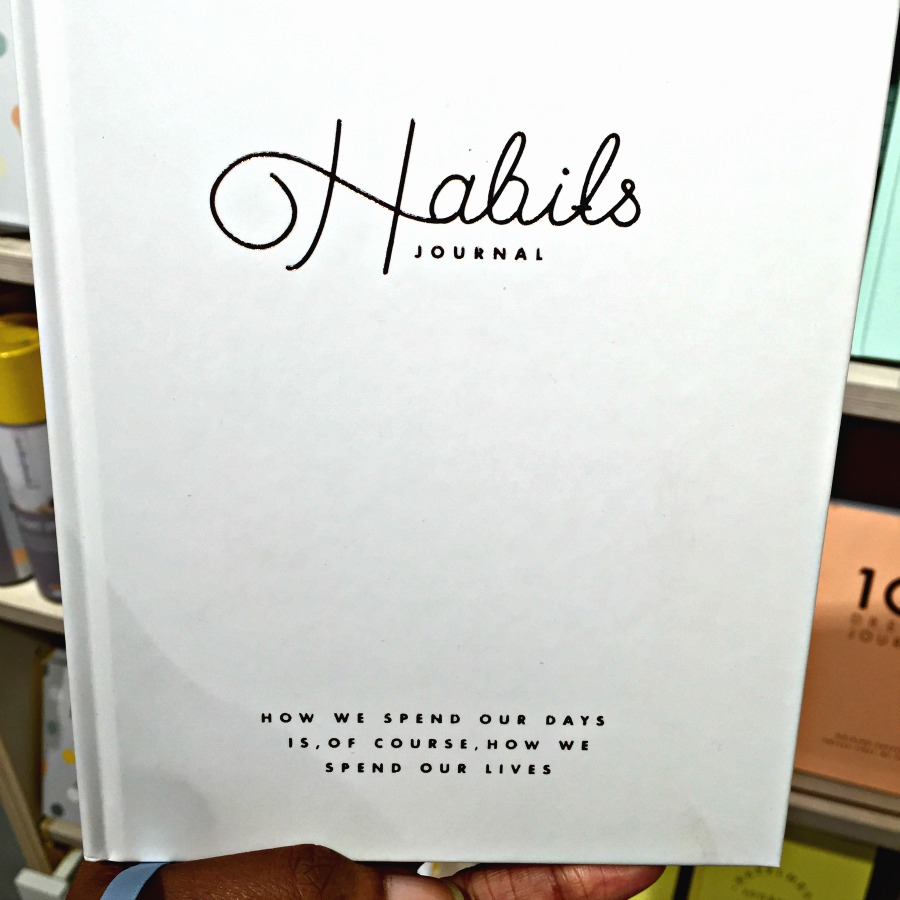 Habits
JOURNAL
HOW WE SPEND OUR DAYS
IS,OF COURSE,HOW WE
SPEND OUR LIVES